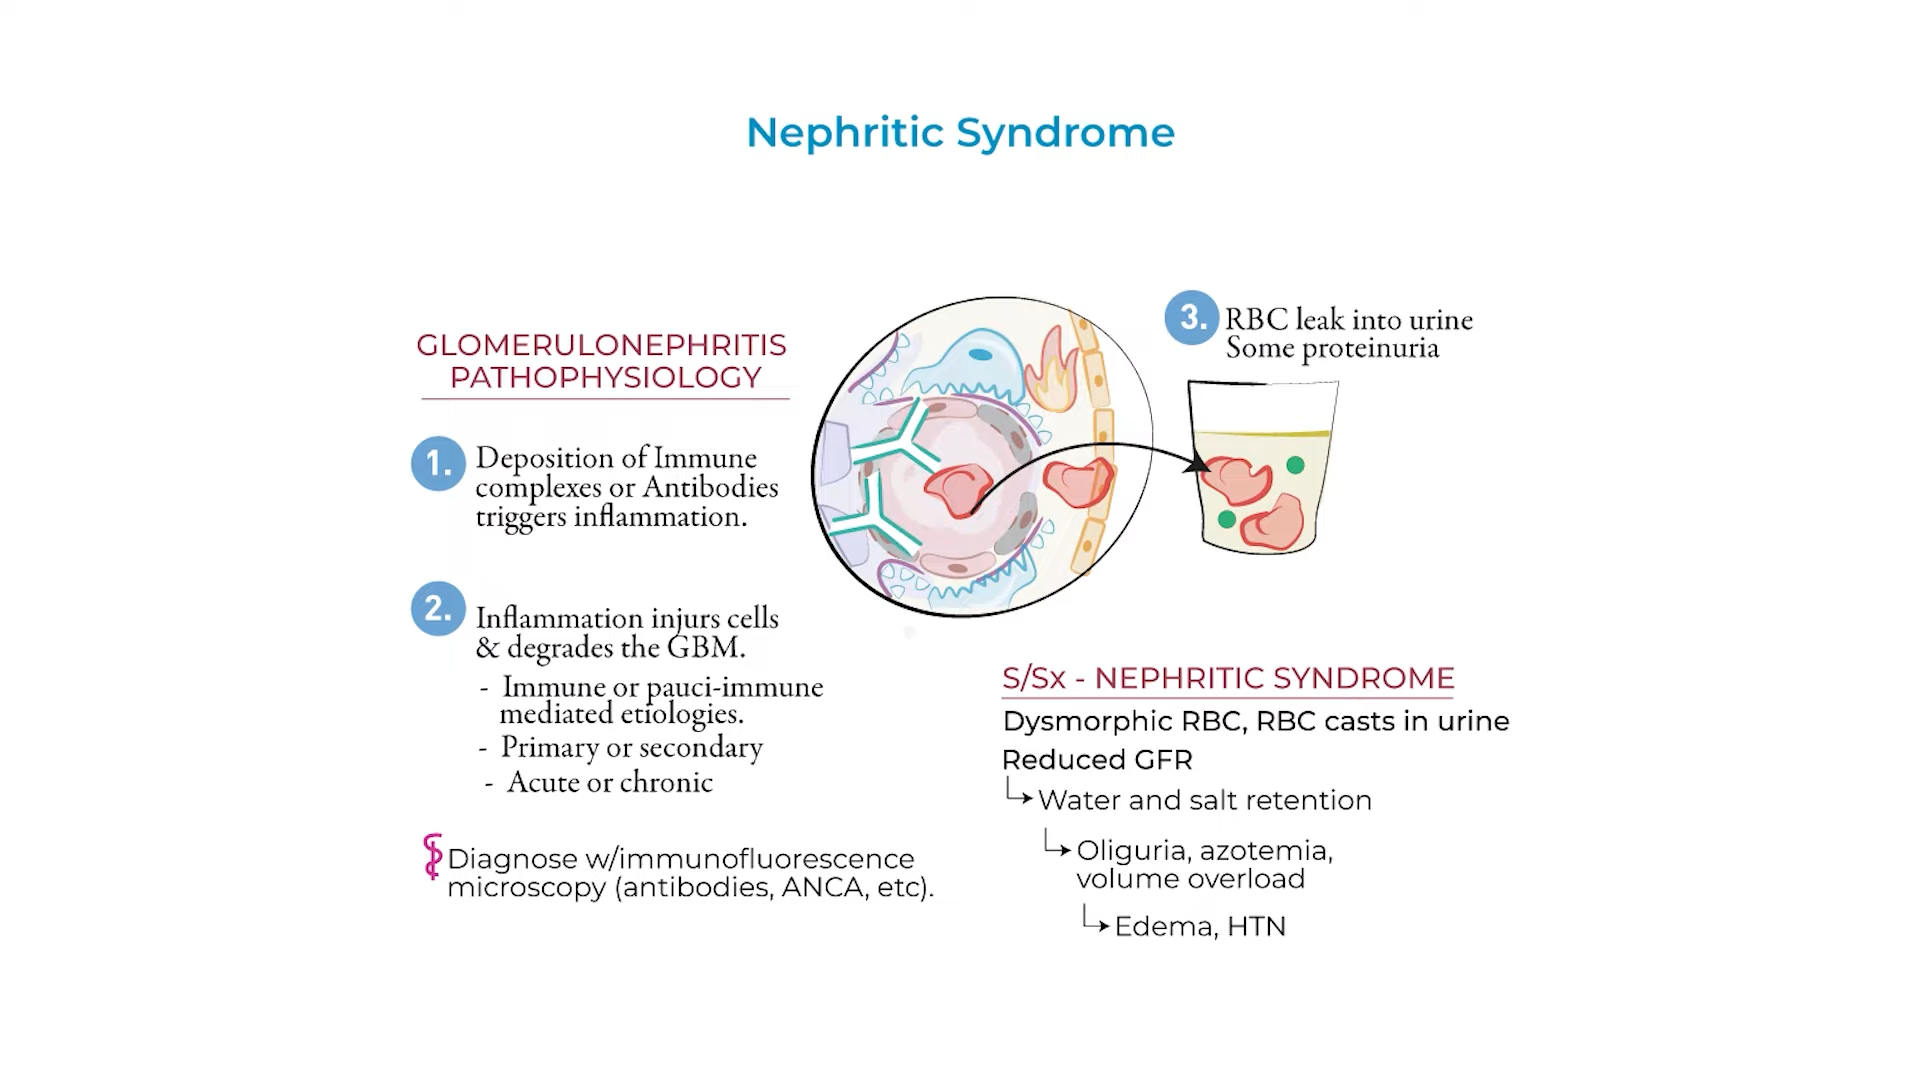 Nephritic Syndrome
GLOMERULONEPHRITIS
PATHOPHYSIOLOGY
1.
Deposition of Immune
complexes or Antibodies
triggers inflammation.
2.
Inflammation injurs cells
& degrades the GBM.
- Immune or pauci-immune
mediated etiologies.
- Primary or secondary
- Acute or chronic
Diagnose w/immunofluorescence
microscopy (antibodies, ANCA, etc).
3.
RBC leak into urine
Some proteinuria
S/Sx - NEPHRITIC SYNDROME
Dysmorphic RBC, RBC casts in urine
Reduced GFR
Water and salt retention
Oliguria, azotemia,
volume overload
Edema, HTN